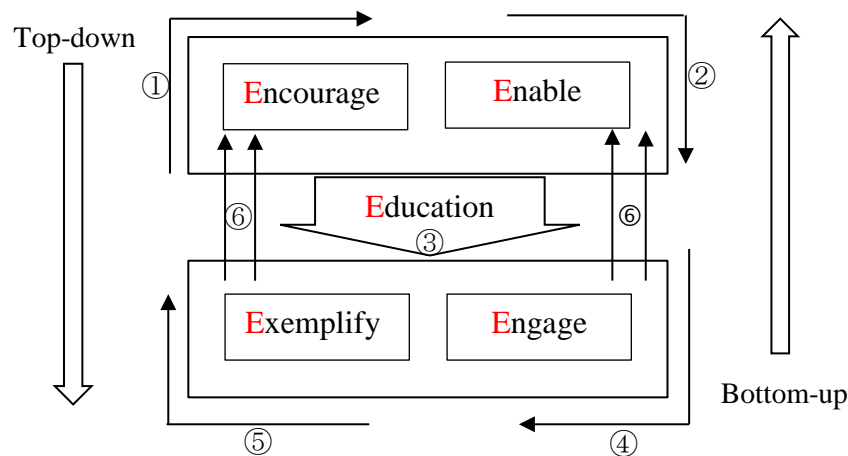 Top-down
①
②
Encourage
Enable
⑥
Education
⑥
③
Exemplify
Engage
Bottom-up
⑤
④